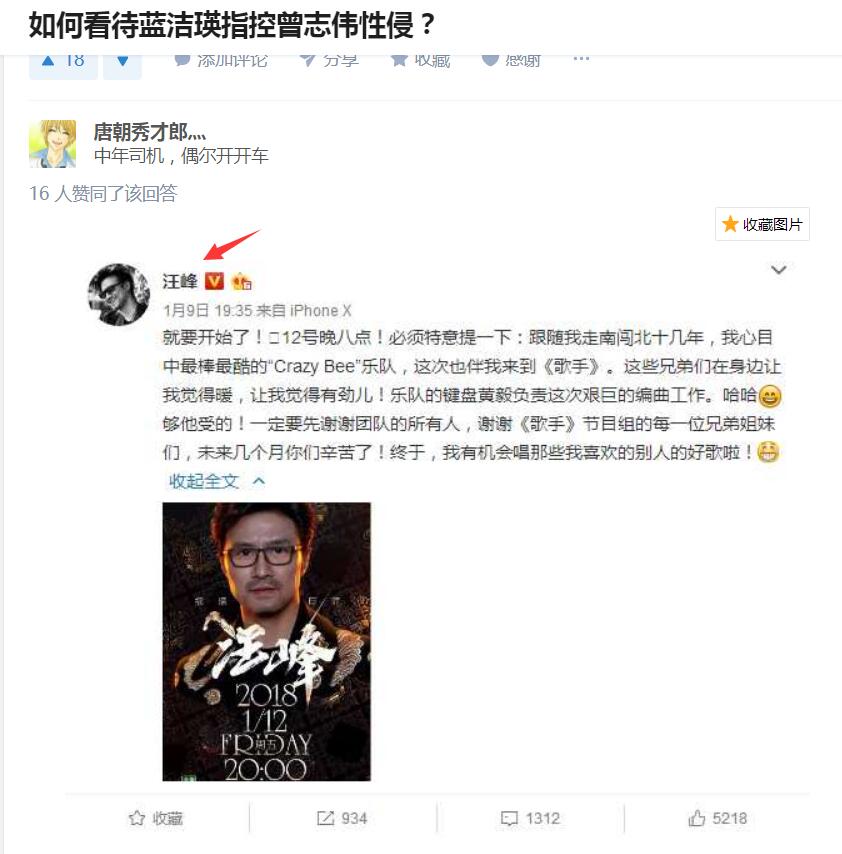 如何看待蓝洁瑛指控曾志伟性侵？
18 添加评论 分享 收藏 感谢 ...
唐朝秀才郎灬
中年司机，偶尔开开车
16 人赞同了该回答
收藏图片
汪峰
1月9日 19:35 来自 iPhone X
就要开始了！□12号晚八点！必须特意提一下：跟随我走南闯北十几年，我心目
中最棒最酷的“Crazy Bee”乐队，这次也伴我来到《歌手》。这些兄弟们在身边让
我觉得暖，让我觉得有劲儿！乐队的键盘黄毅负责这次艰巨的编曲工作。哈哈😄
够他受的！一定要先谢谢团队的所有人，谢谢《歌手》节目组的每一位兄弟姐妹
们，未来几个月你们辛苦了！终于，我有机会唱那些我喜欢的别人的好歌啦！😁
收起全文
汪峰
2018
1/12
FRIDAY
周五
20:00
收藏 934 1312 5218